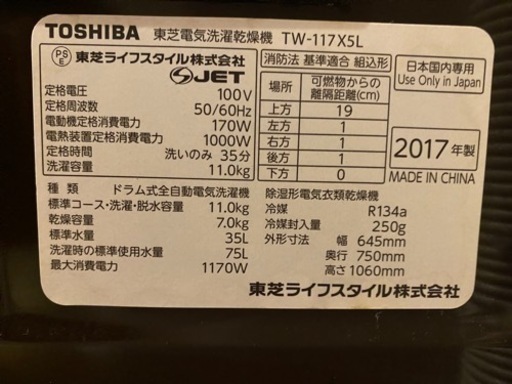 TOSHIBA 東芝電気洗濯乾燥機 TW-117X5L
PS E 東芝ライフスタイル株式会社
S JET
定格電圧 100V
定格周波数 50/60Hz
電動機定格消費電力 170W
電熱装置定格消費電力 1000W
定格時間 洗いのみ 35分
洗濯容量 11.0kg
消防法 基準適合 組込形
場所 可燃物からの離隔距離(cm)
上方 19
左方 1
右方 1
後方 1
下方 0
日本国内専用
Use Only in Japan
2017年製
MADE IN CHINA
種類 ドラム式全自動電気洗濯機
標準コース・洗濯・脱水容量 11.0kg
乾燥容量 7.0kg
標準水量 35L
洗濯時の標準使用水量 75L
最大消費電力 1170W
除湿形電気衣類乾燥機
冷媒 R134a
冷媒封入量 250g
外形寸法 幅 645mm
奥行 750mm
高さ 1060mm
東芝ライフスタイル株式会社